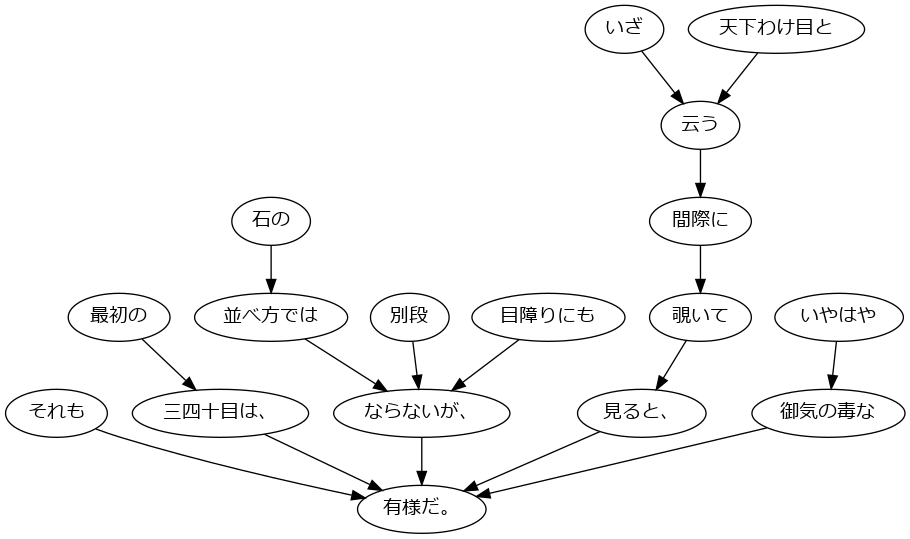 いざ
天下わけ目と
云う
石の
間際に
最初の
並べ方では
別段
目障りにも
覗いて
いやはや
それも
三四十目は、
ならないが、
見ると、
御気の毒な
有様だ。